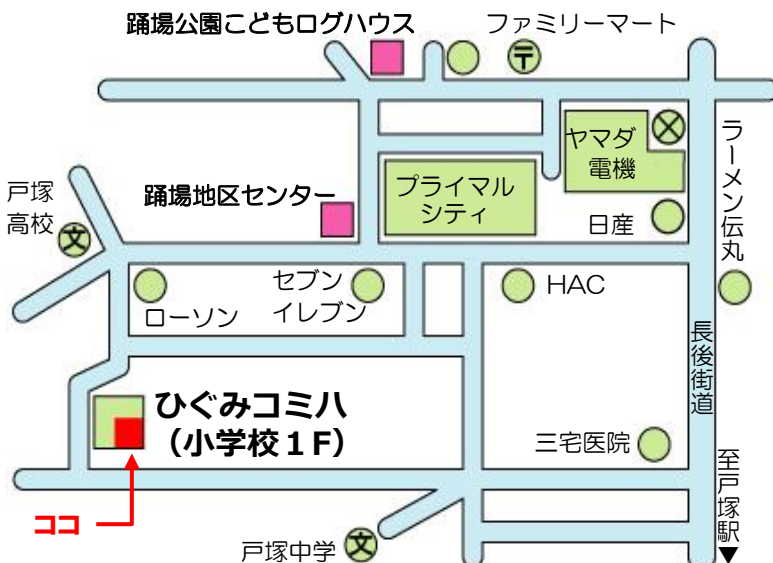 踊場公園こどもログハウス
ファミリーマート
〒
ヤマダ
電機
ラーメン伝丸
戸塚
高校
文
踊場地区センター
プライマル
シティ
日産
ローソン
セブン
イレブン
HAC
長後街道
ひぐみコミハ
（小学校１F）
三宅医院
ココ
至戸塚駅▼
戸塚中学
文